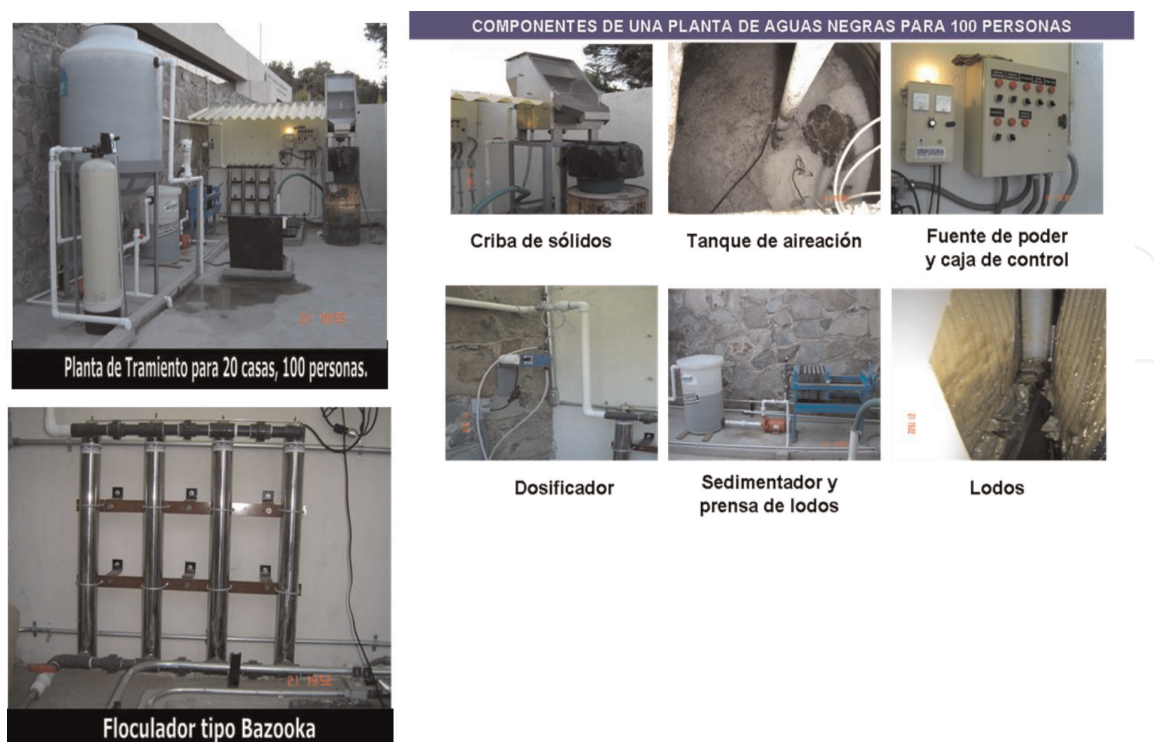 COMPONENTES DE UNA PLANTA DE AGUAS NEGRAS PARA 100 PERSONAS
Planta de Tramiento para 20 casas, 100 personas.
Floculador tipo Bazooka
Criba de sólidos
Tanque de aireación
Fuente de poder
y caja de control
Dosificador
Sedimentador y
prensa de lodos
Lodos